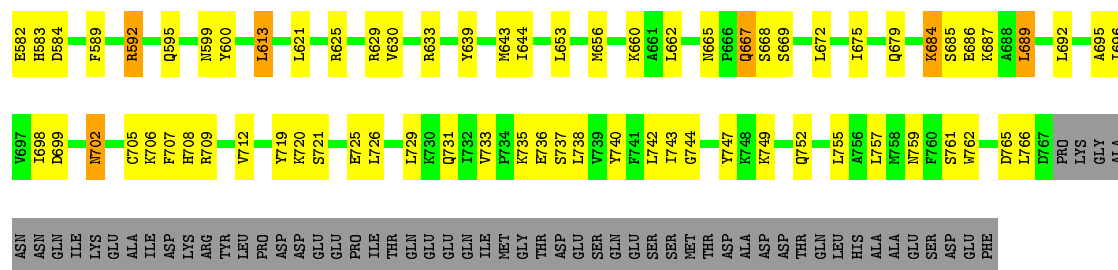 E582 H583 D584 F589 R592 Q595 N599 Y600 L613 L621 R625 R629 V630 R633 Y639 M643 I644 L653 M656 K660 A661 L662 N665 P666 Q667 S668 S669 L672 I675 Q679 K684 S685 E686 K687 A688 L689 L692 A695 I696
V697 I698 D699 N702 C705 K706 F707 H708 R709 V712 Y719 K720 S721 E725 L726 L729 K730 Q731 I732 V733 P734 K735 E736 S737 L738 V739 Y740 F741 L742 I743 G744 Y747 K748 K749 Q752 L755 A756 L757 M758 N759 F760 S761 W762 D765 L766 D767 PRO LYS GLY ALA
ASN ASN GLN ILE LYS GLU ALA ILE ASP LYS ARG TYR LEU PRO ASP ASP GLU GLU PRO ILE THR GLN GLU GLU GLN ILE MET GLY THR ASP GLU SER GLN GLU SER SER MET THR ASP ALA ASP ASP THR GLN LEU HIS ALA ALA GLU SER ASP GLU PHE